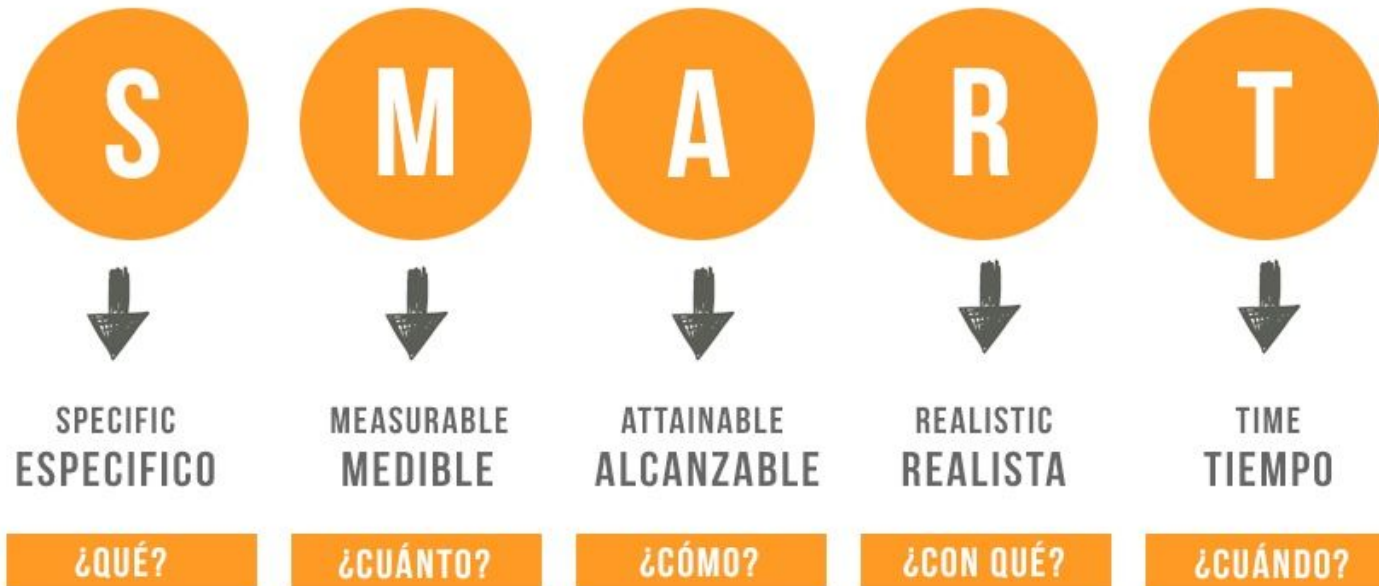 S M A R T
SPECIFIC MEASURABLE ATTAINABLE REALISTIC TIME
ESPECIFICO MEDIBLE ALCANZABLE REALISTA TIEMPO
¿QUÉ? ¿CUÁNTO? ¿CÓMO? ¿CON QUÉ? ¿CUÁNDO?